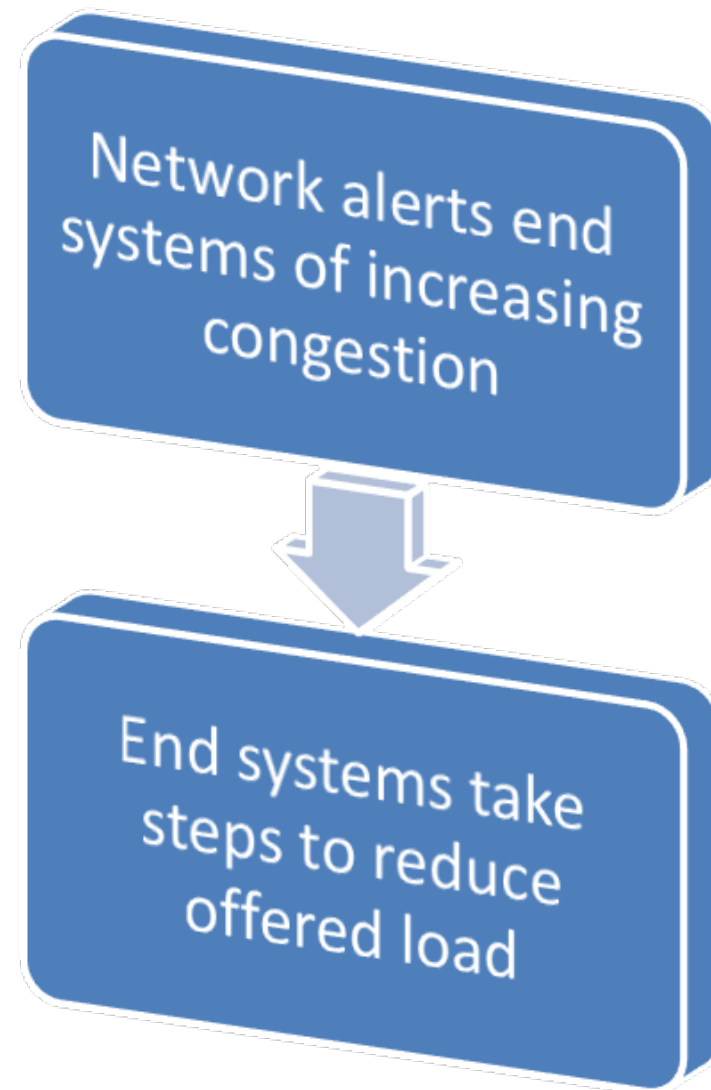 Network alerts end
systems of increasing
congestion
End systems take
steps to reduce
offered load